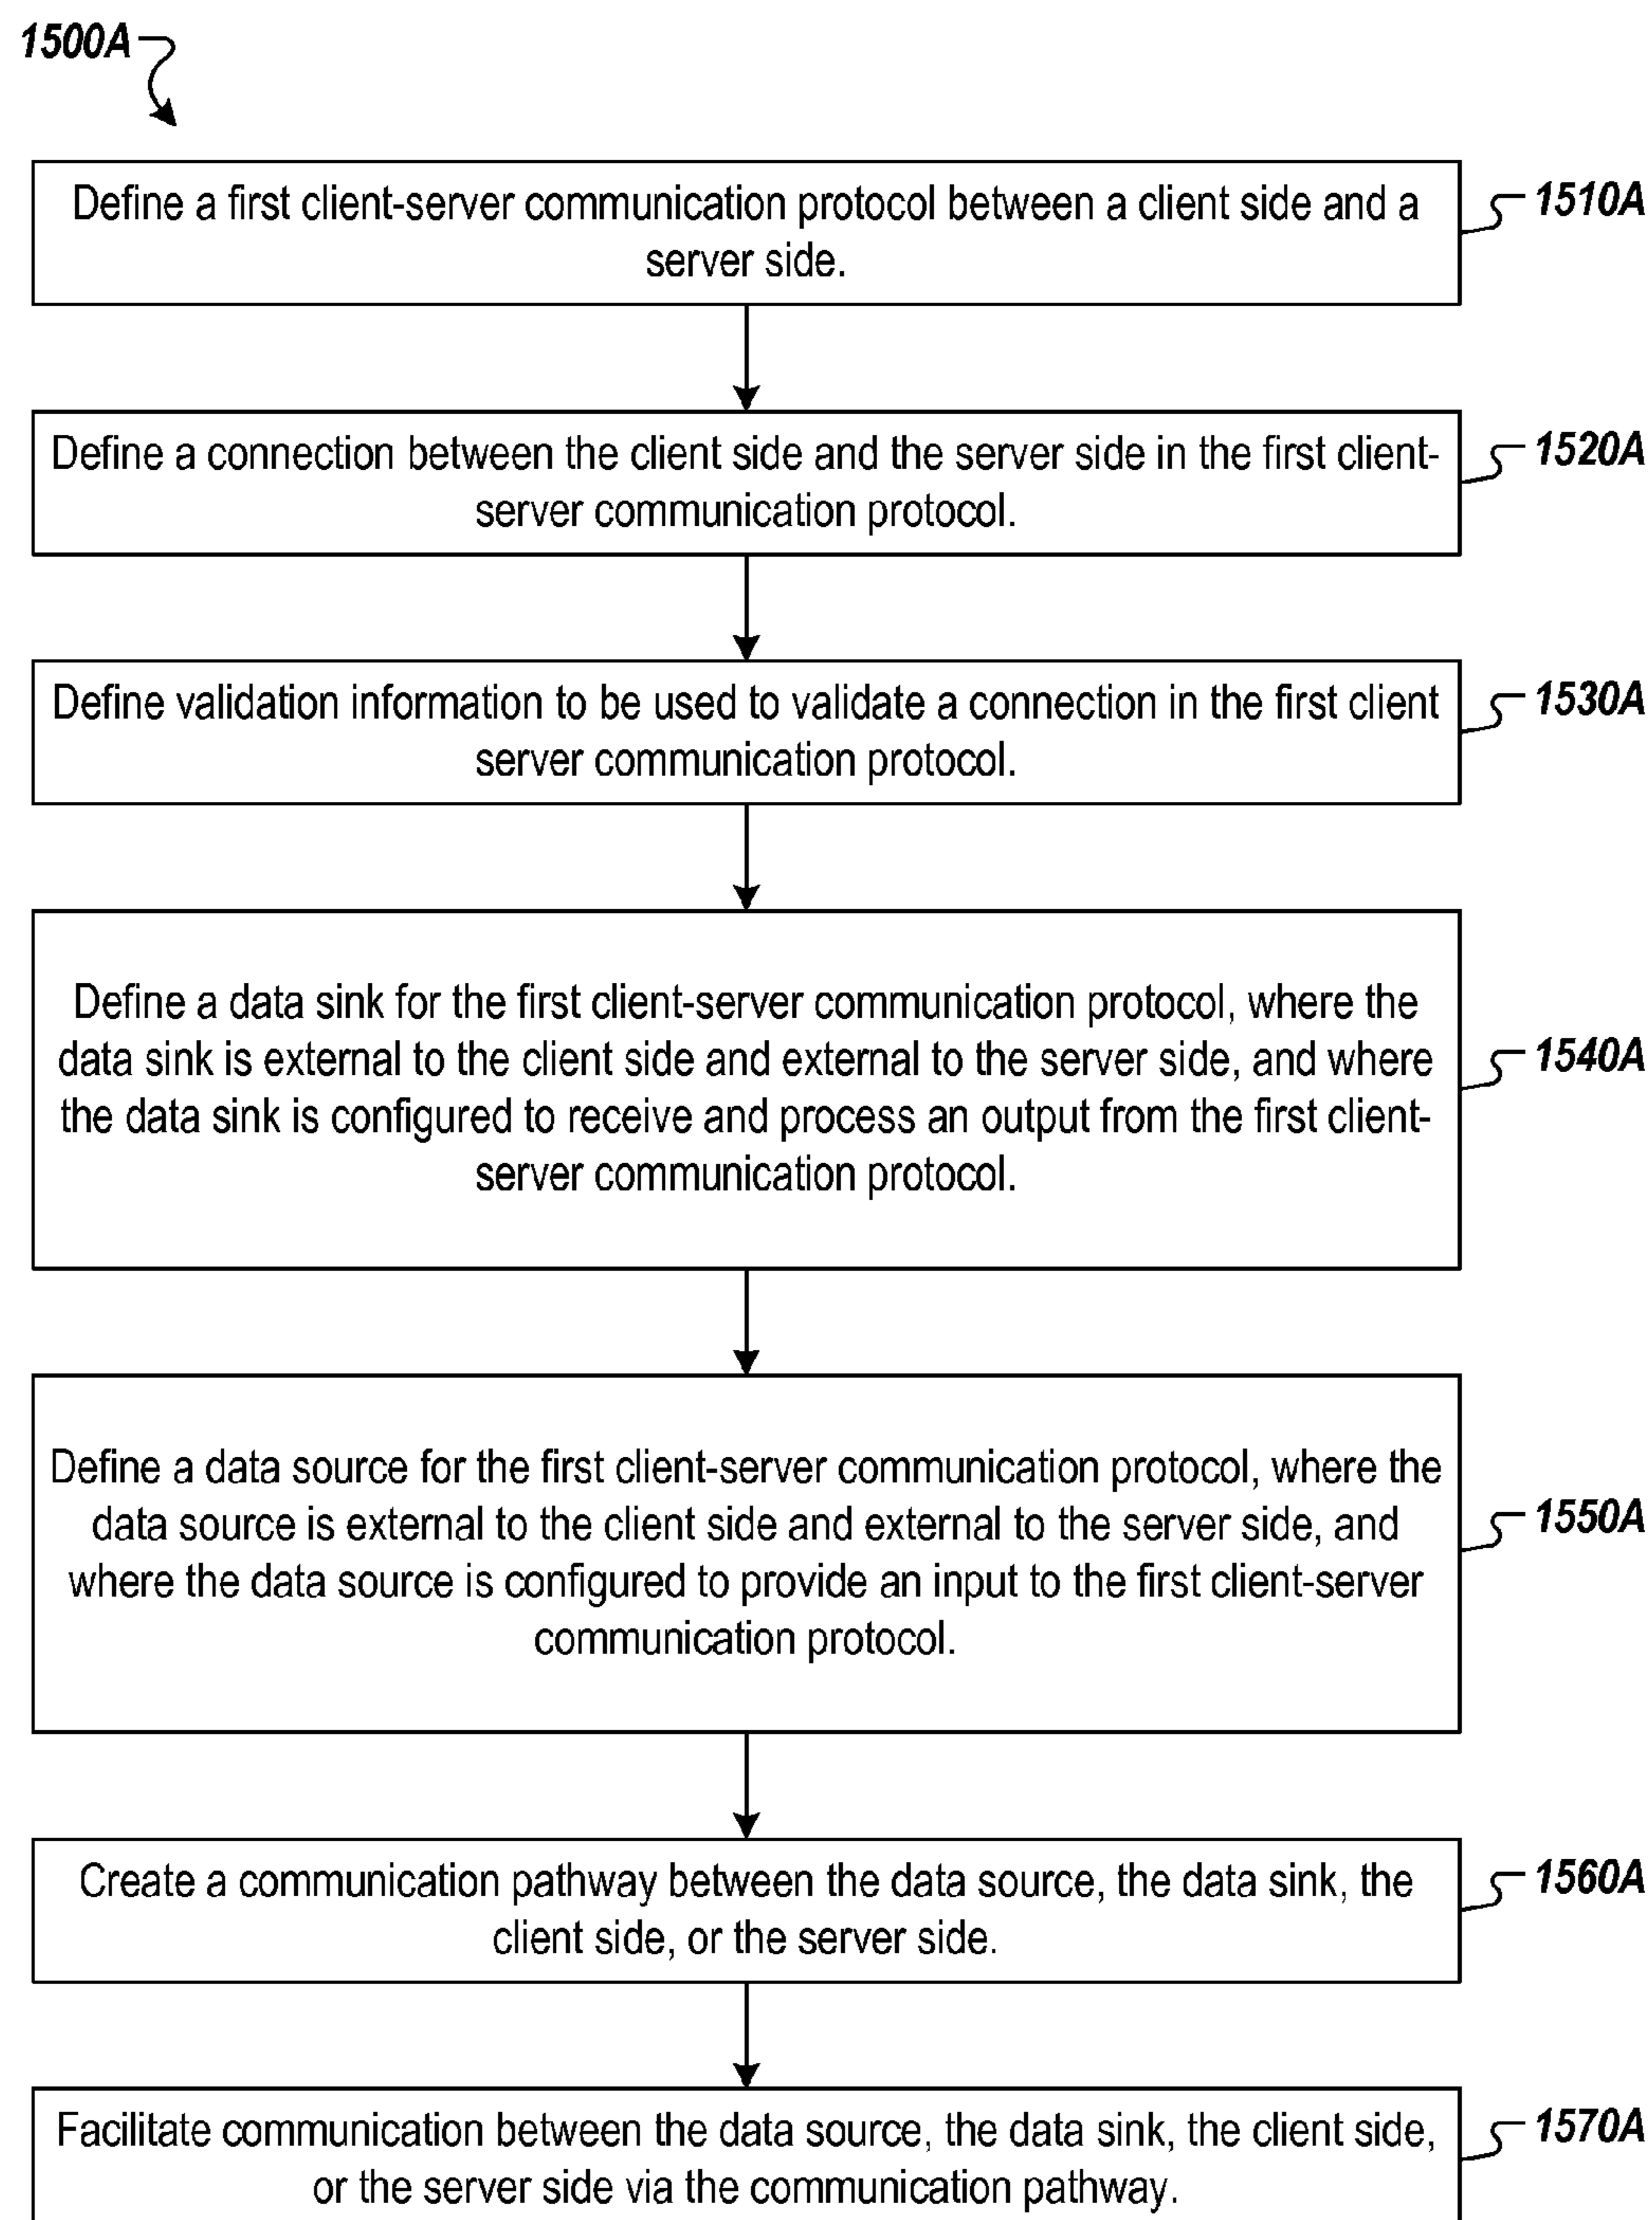 1500A
Define a first client-server communication protocol between a client side and a
server side.
1510A
Define a connection between the client side and the server side in the first client-
server communication protocol.
1520A
Define validation information to be used to validate a connection in the first client
server communication protocol.
1530A
Define a data sink for the first client-server communication protocol, where the
data sink is external to the client side and external to the server side, and where
the data sink is configured to receive and process an output from the first client-
server communication protocol.
1540A
Define a data source for the first client-server communication protocol, where the
data source is external to the client side and external to the server side, and
where the data source is configured to provide an input to the first client-server
communication protocol.
1550A
Create a communication pathway between the data source, the data sink, the
client side, or the server side.
1560A
Facilitate communication between the data source, the data sink, the client side,
or the server side via the communication pathway.
1570A